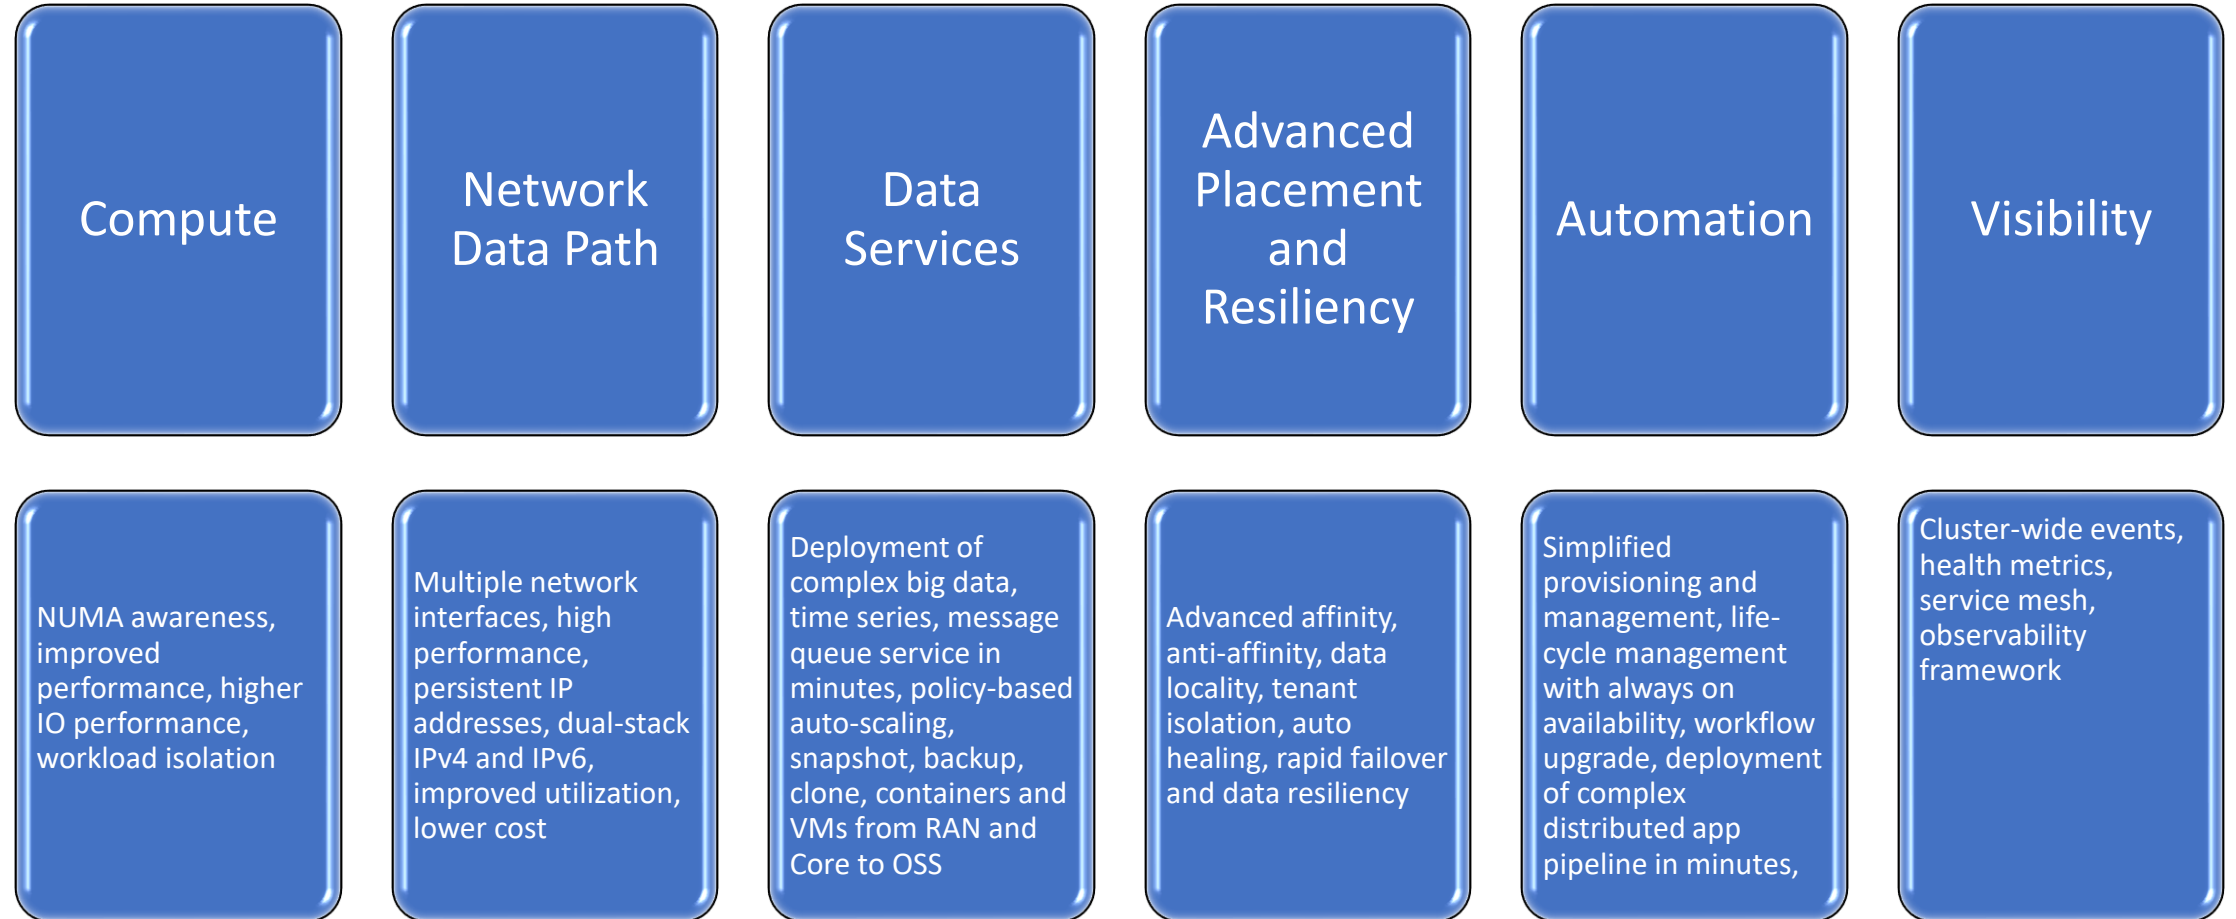 Compute
Network
Data Path
Data
Services
Advanced
Placement
and
Resiliency
Automation
Visibility
NUMA awareness,
improved
performance, higher
IO performance,
workload isolation
Multiple network
interfaces, high
performance,
persistent IP
addresses, dual-stack
IPv4 and IPv6,
improved utilization,
lower cost
Deployment of
complex big data,
time series, message
queue service in
minutes, policy-based
auto-scaling,
snapshot, backup,
clone, containers and
VMs from RAN and
Core to OSS
Advanced affinity,
anti-affinity, data
locality, tenant
isolation, auto
healing, rapid failover
and data resiliency
Simplified
provisioning and
management, life-
cycle management
with always on
availability, workflow
upgrade, deployment
of complex
distributed app
pipeline in minutes,
Cluster-wide events,
health metrics,
service mesh,
observability
framework